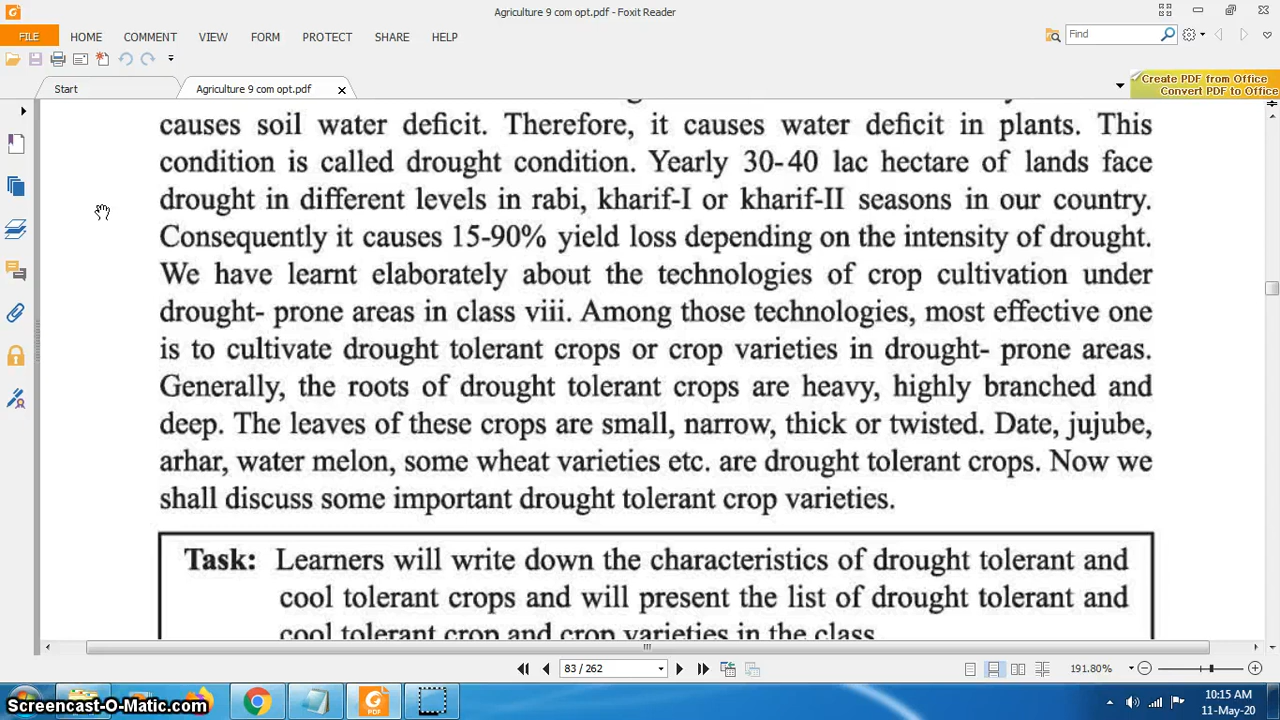 Agriculture 9 com opt.pdf - Foxit Reader
FILE HOME COMMENT VIEW FORM PROTECT SHARE HELP
Find
Start
Agriculture 9 com opt.pdf
Create PDF from Office
Convert PDF to Office
causes soil water deficit. Therefore, it causes water deficit in plants. This
condition is called drought condition. Yearly 30-40 lac hectare of lands face
drought in different levels in rabi, kharif-I or kharif-II seasons in our country.
Consequently it causes 15-90% yield loss depending on the intensity of drought.
We have learnt elaborately about the technologies of crop cultivation under
drought- prone areas in class viii. Among those technologies, most effective one
is to cultivate drought tolerant crops or crop varieties in drought- prone areas.
Generally, the roots of drought tolerant crops are heavy, highly branched and
deep. The leaves of these crops are small, narrow, thick or twisted. Date, jujube,
arhar, water melon, some wheat varieties etc. are drought tolerant crops. Now we
shall discuss some important drought tolerant crop varieties.
Task: Learners will write down the characteristics of drought tolerant and
cool tolerant crops and will present the list of drought tolerant and
cool tolerant crop and crop varieties in the class.
83 / 262
191.80%
PDF
Screencast-O-Matic.com
10:15 AM
11-May-20